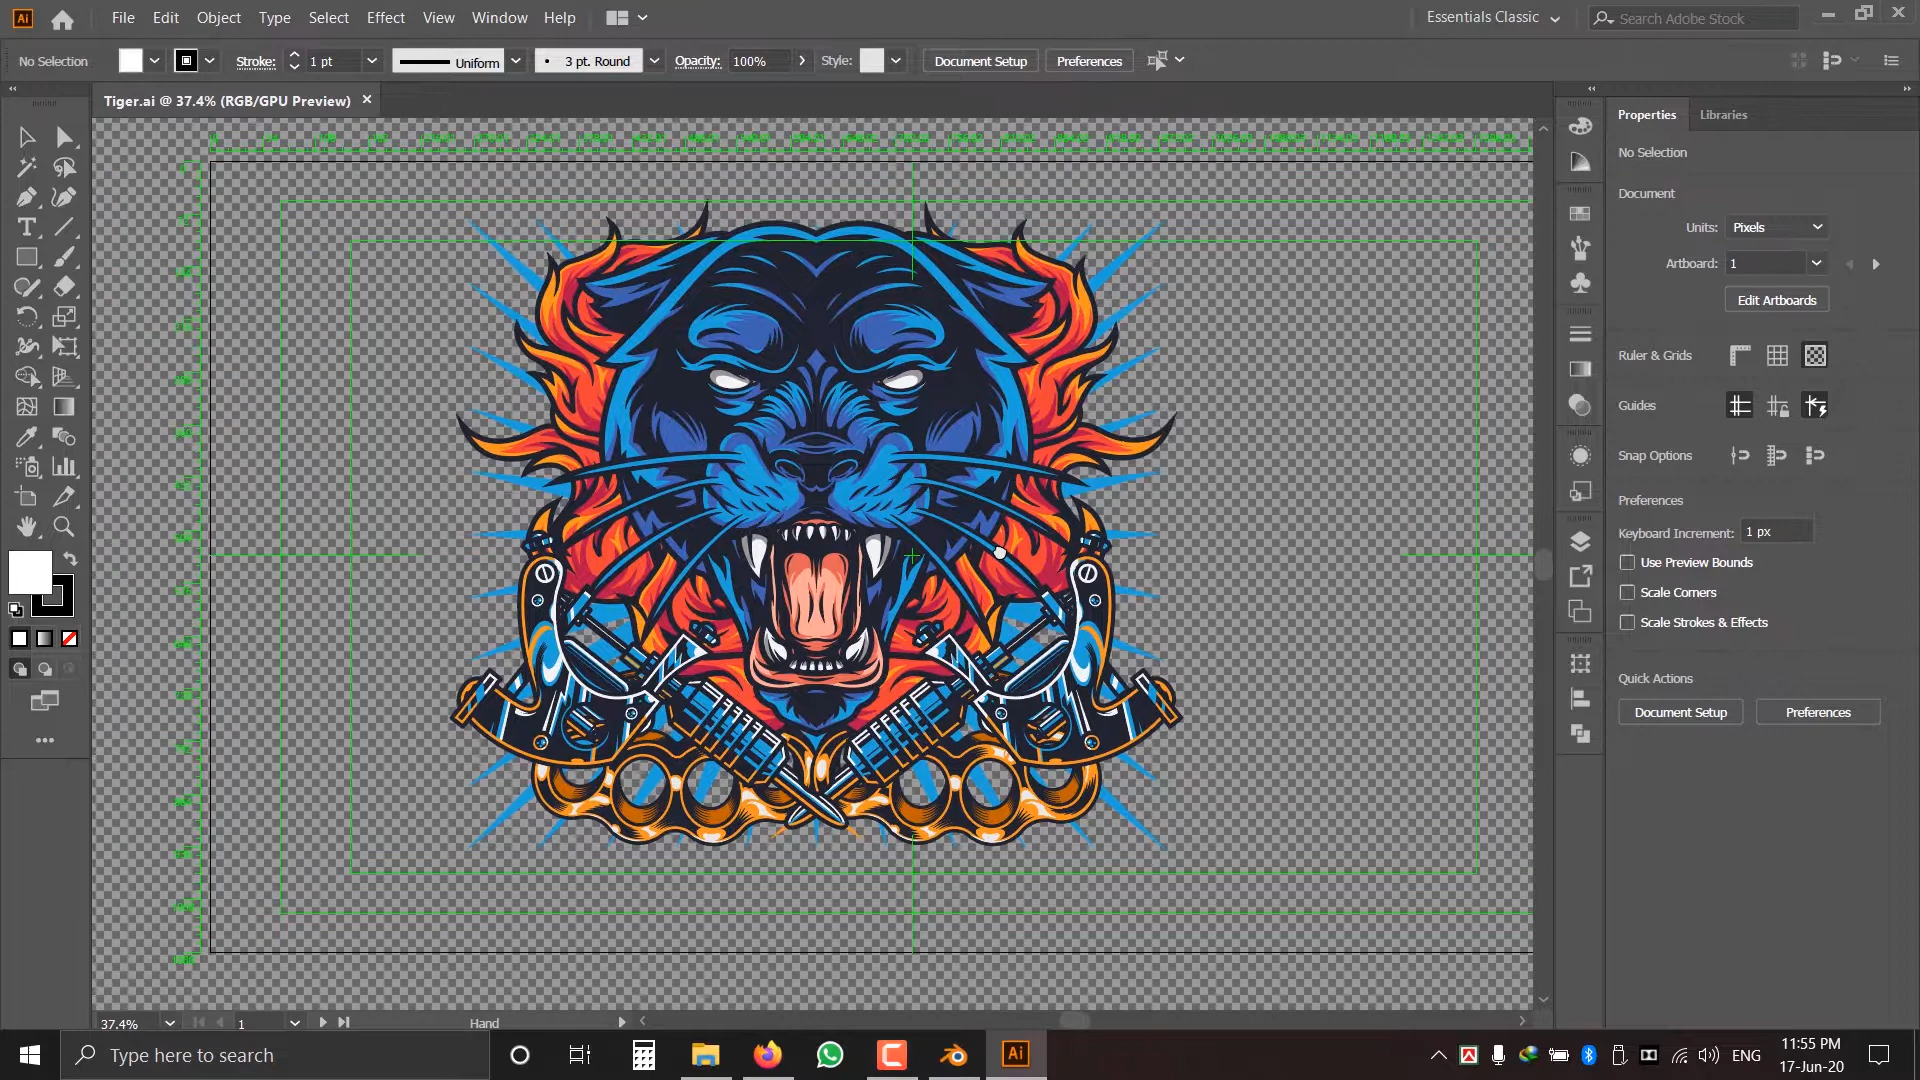 Ai File Edit Object Type Select Effect View Window Help Essentials Classic Search Adobe Stock
No Selection Stroke: 1 pt Uniform 3 pt. Round Opacity: 100% Style: Document Setup Preferences
Tiger.ai @ 37.4% (RGB/GPU Preview)
Properties Libraries
No Selection
Document
Units: Pixels
Artboard: 1
Edit Artboards
Ruler & Grids
Guides
Snap Options
Preferences
Keyboard Increment: 1 px
Use Preview Bounds
Scale Corners
Scale Strokes & Effects
Quick Actions
Document Setup Preferences
37.4% 1 Hand
Type here to search
Ai
ENG
11:55 PM
17-Jun-20